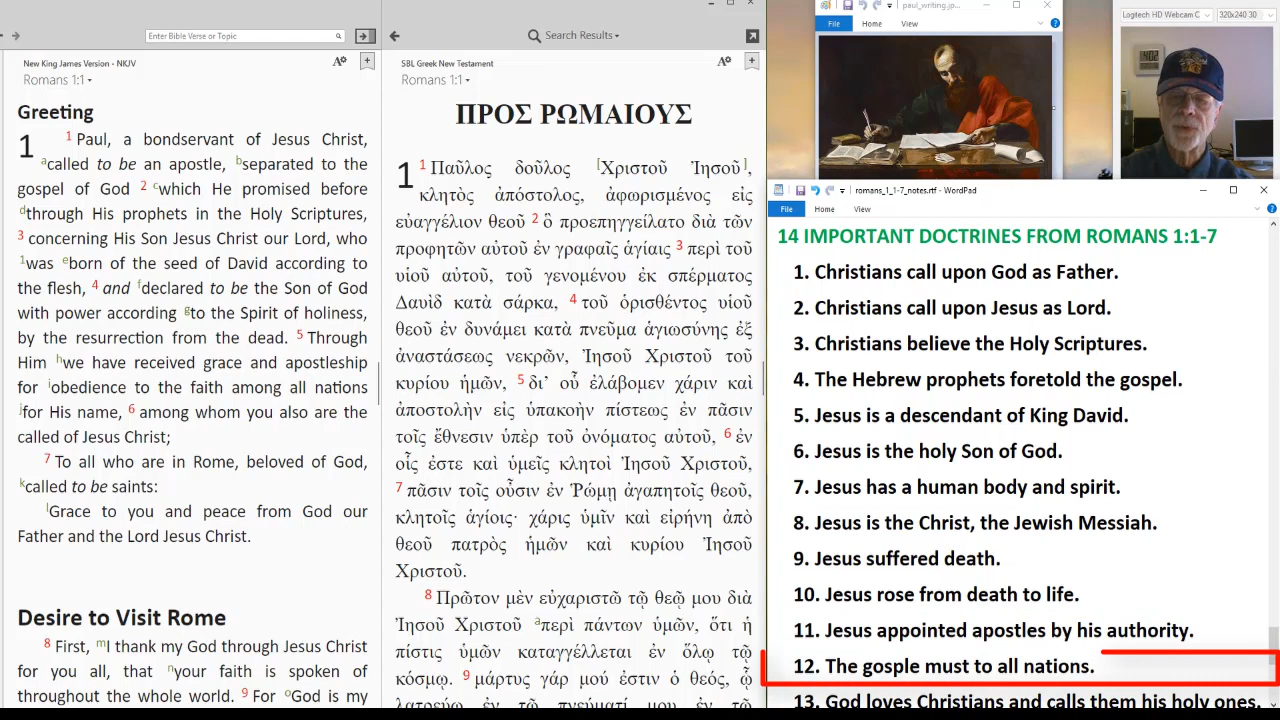 Enter Bible Verse or Topic
New King James Version - NKJV
Romans 1:1
Greeting
1 1 Paul, a bondservant of Jesus Christ,
a called to be an apostle, b separated to the
gospel of God 2 c which He promised before
d through His prophets in the Holy Scriptures,
3 concerning His Son Jesus Christ our Lord, who
1 was e born of the seed of David according to
the flesh, 4 and f declared to be the Son of God
with power according g to the Spirit of holiness,
by the resurrection from the dead. 5 Through
Him h we have received grace and apostleship
for i obedience to the faith among all nations
j for His name, 6 among whom you also are the
called of Jesus Christ;
7 To all who are in Rome, beloved of God,
k called to be saints:
l Grace to you and peace from God our
Father and the Lord Jesus Christ.
Desire to Visit Rome
8 First, m I thank my God through Jesus Christ
for you all, that n your faith is spoken of
throughout the whole world. 9 For o God is my
Search Results
SBL Greek New Testament
Romans 1:1
ΠΡΟΣ ΡΩΜΑΙΟΥΣ
1 1 Παῦλος δοῦλος [Χριστοῦ Ἰησοῦ],
κλητὸς ἀπόστολος, ἀφωρισμένος εἰς
εὐαγγέλιον θεοῦ 2 ὃ προεπηγγείλατο διὰ τῶν
προφητῶν αὐτοῦ ἐν γραφαῖς ἁγίαις 3 περὶ τοῦ
υἱοῦ αὐτοῦ, τοῦ γενομένου ἐκ σπέρματος
Δαυὶδ κατὰ σάρκα, 4 τοῦ ὁρισθέντος υἱοῦ
θεοῦ ἐν δυνάμει κατὰ πνεῦμα ἁγιωσύνης ἐξ
ἀναστάσεως νεκρῶν, Ἰησοῦ Χριστοῦ τοῦ
κυρίου ἡμῶν, 5 δι’ οὗ ἐλάβομεν χάριν καὶ
ἀποστολὴν εἰς ὑπακοὴν πίστεως ἐν πᾶσιν
τοῖς ἔθνεσιν ὑπὲρ τοῦ ὀνόματος αὐτοῦ, 6 ἐν
οἷς ἐστε καὶ ὑμεῖς κλητοὶ Ἰησοῦ Χριστοῦ,
7 πᾶσιν τοῖς οὖσιν ἐν Ῥώμῃ ἀγαπητοῖς θεοῦ,
κλητοῖς ἁγίοις· χάρις ὑμῖν καὶ εἰρήνη ἀπὸ
θεοῦ πατρὸς ἡμῶν καὶ κυρίου Ἰησοῦ
Χριστοῦ.
8 Πρῶτον μὲν εὐχαριστῶ τῷ θεῷ μου διὰ
Ἰησοῦ Χριστοῦ a περὶ πάντων ὑμῶν, ὅτι ἡ
πίστις ὑμῶν καταγγέλλεται ἐν ὅλῳ τῷ
κόσμῳ. 9 μάρτυς γάρ μού ἐστιν ὁ θεός, ᾧ
λατρεύω ἐν τῷ πνεύματί μου ἐν τῷ
paul_writing.jp...
File Home View
Logitech HD Webcam C 320x240 30
romans_1_1-7_notes.rtf - WordPad
File Home View
14 IMPORTANT DOCTRINES FROM ROMANS 1:1-7
1. Christians call upon God as Father.
2. Christians call upon Jesus as Lord.
3. Christians believe the Holy Scriptures.
4. The Hebrew prophets foretold the gospel.
5. Jesus is a descendant of King David.
6. Jesus is the holy Son of God.
7. Jesus has a human body and spirit.
8. Jesus is the Christ, the Jewish Messiah.
9. Jesus suffered death.
10. Jesus rose from death to life.
11. Jesus appointed apostles by his authority.
12. The gosple must to all nations.
13. God loves Christians and calls them his holy ones.